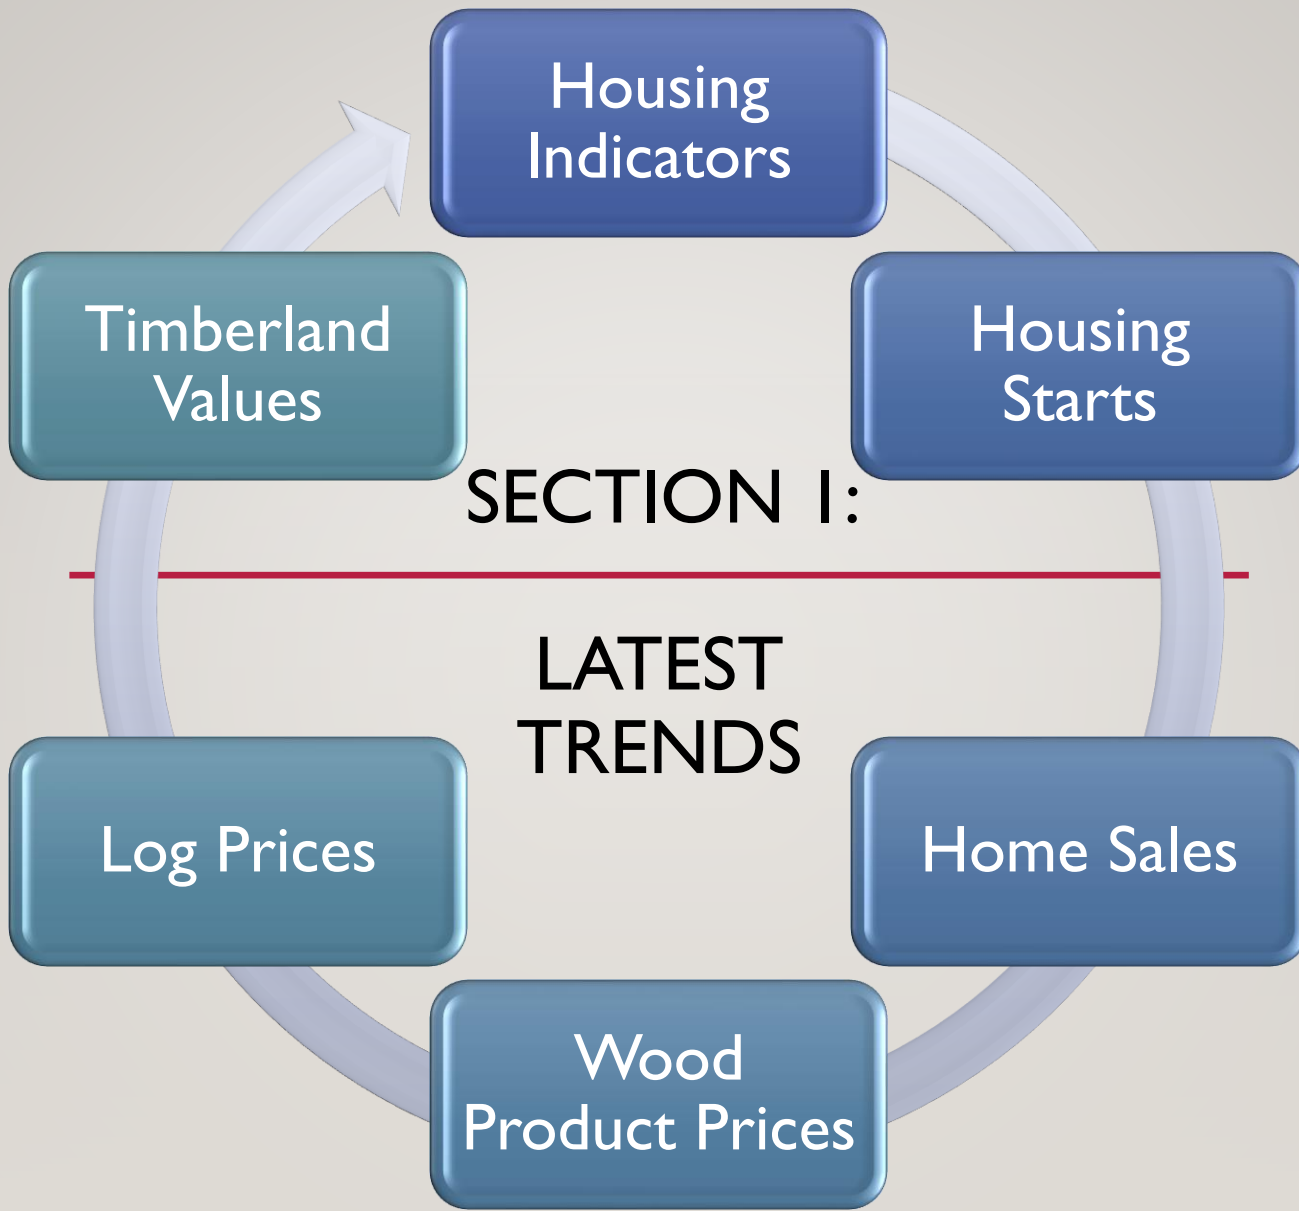 Housing
Indicators
Housing
Starts
Home Sales
Wood
Product Prices
Log Prices
Timberland
Values
SECTION 1:
LATEST
TRENDS